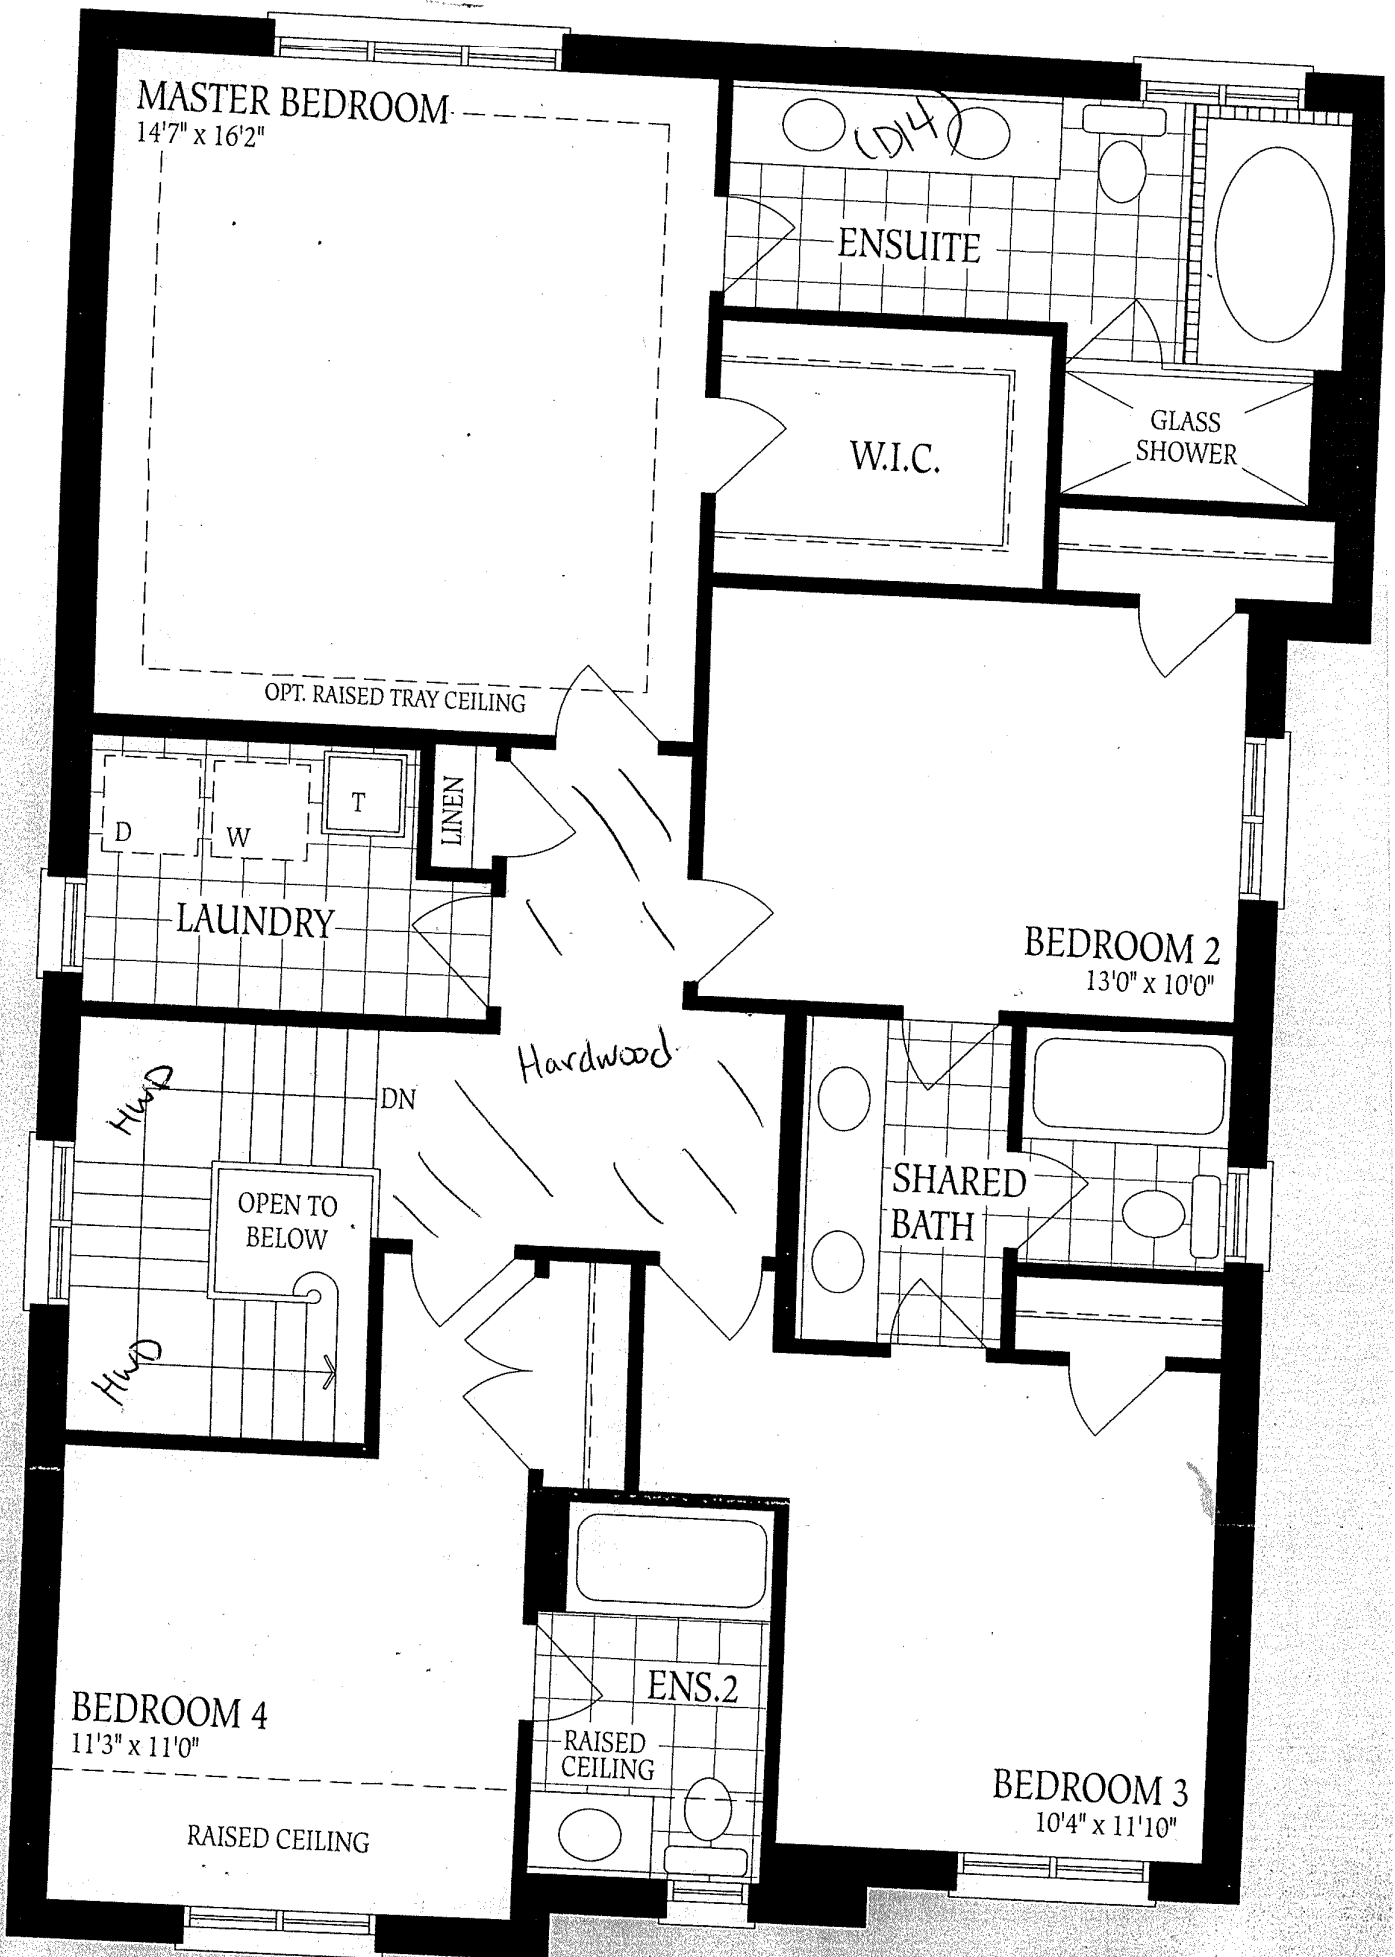 MASTER BEDROOM
14'7" x 16'2"
(D14)
ENSUITE
GLASS
SHOWER
W.I.C.
OPT. RAISED TRAY CEILING
D
W
T
LINEN
LAUNDRY
BEDROOM 2
13'0" x 10'0"
Hardwood
HWD
DN
OPEN TO
BELOW
SHARED
BATH
HWD
ENS.2
RAISED
CEILING
BEDROOM 4
11'3" x 11'0"
RAISED CEILING
BEDROOM 3
10'4" x 11'10"